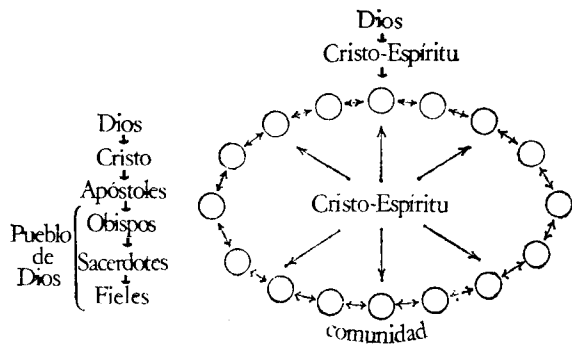 Dios
Cristo
Apóstoles
Obispos
Sacerdotes
Fieles
Pueblo
de
Dios
Dios
Cristo-Espíritu
Cristo-Espíritu
comunidad